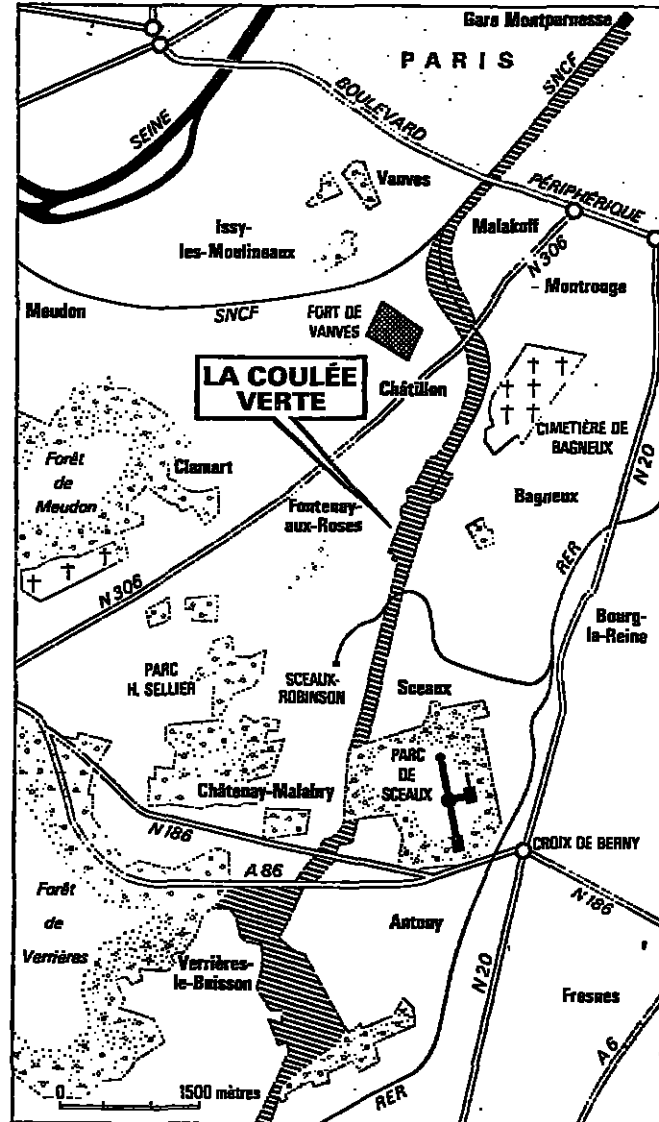 Gare Montparnasse
PARIS
SNCF
BOULEVARD
SEINE
PÉRIPHÉRIQUE
Vanves
Malakoff
Issy-
les-Moulineaux
N 306
Montrouge
Meudon
SNCF
FORT DE
VANVES
LA COULÉE
VERTE
Châtillon
CIMETIÈRE DE
BAGNEUX
N 20
Forêt
de
Meudon
Clamart
Fontenay-
aux-Roses
Bagneux
RER
N 306
Bourg-
la-Reine
PARC
H. SELLIER
SCEAUX-
ROBINSON
Sceaux
PARC
DE
SCEAUX
Châtenay-Malabry
N 186
CROIX DE BERNY
A 86
N 186
Forêt
de
Verrières
Antony
Verrières-
le-Buisson
N 20
Fresnes
A 6
0
1500 mètres
RER